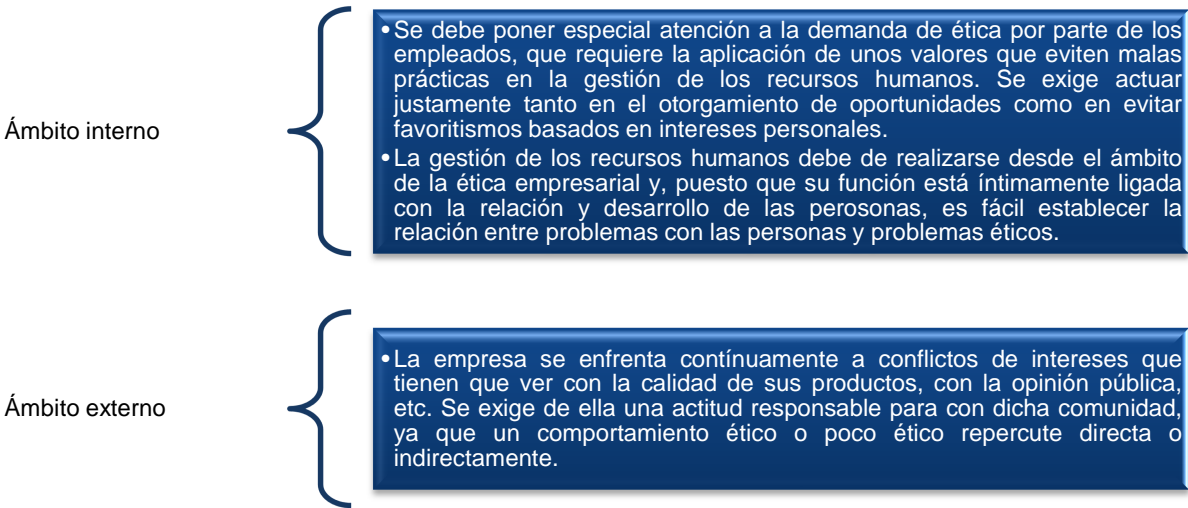 Ámbito interno
•Se debe poner especial atención a la demanda de ética por parte de los
empleados, que requiere la aplicación de unos valores que eviten malas
prácticas en la gestión de los recursos humanos. Se exige actuar
justamente tanto en el otorgamiento de oportunidades como en evitar
favoritismos basados en intereses personales.
•La gestión de los recursos humanos debe de realizarse desde el ámbito
de la ética empresarial y, puesto que su función está íntimamente ligada
con la relación y desarrollo de las perosonas, es fácil establecer la
relación entre problemas con las personas y problemas éticos.
Ámbito externo
•La empresa se enfrenta contínuamente a conflictos de intereses que
tienen que ver con la calidad de sus productos, con la opinión pública,
etc. Se exige de ella una actitud responsable para con dicha comunidad,
ya que un comportamiento ético o poco ético repercute directa o
indirectamente.